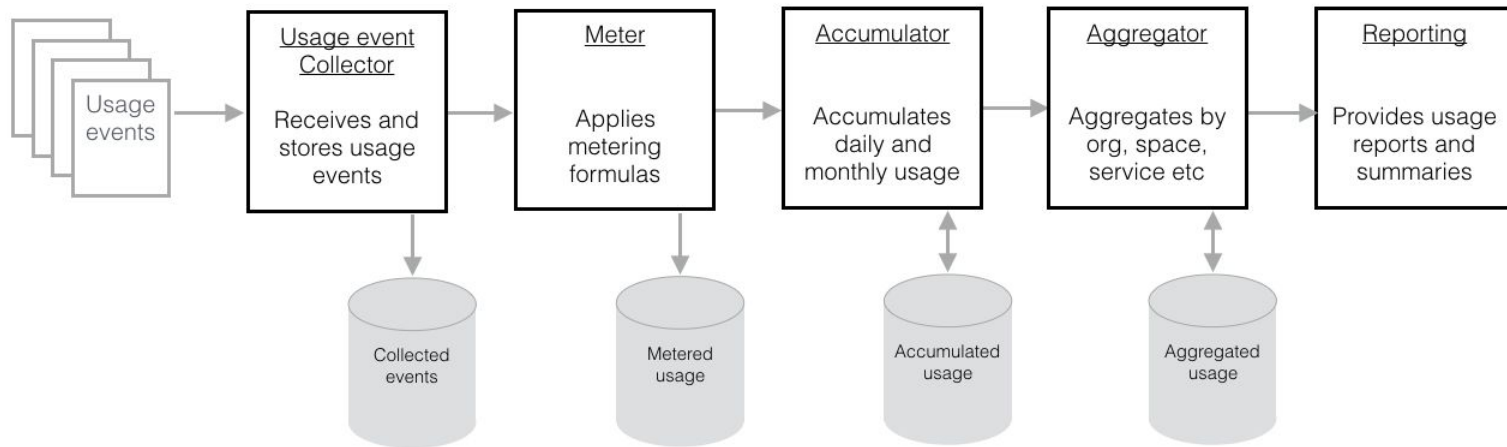 Usage
events
Usage event
Collector
Receives and
stores usage
events
Meter
Applies
metering
formulas
Accumulator
Accumulates
daily and
monthly usage
Aggregator
Aggregates by
org, space,
service etc
Reporting
Provides usage
reports and
summaries
Collected
events
Metered
usage
Accumulated
usage
Aggregated
usage